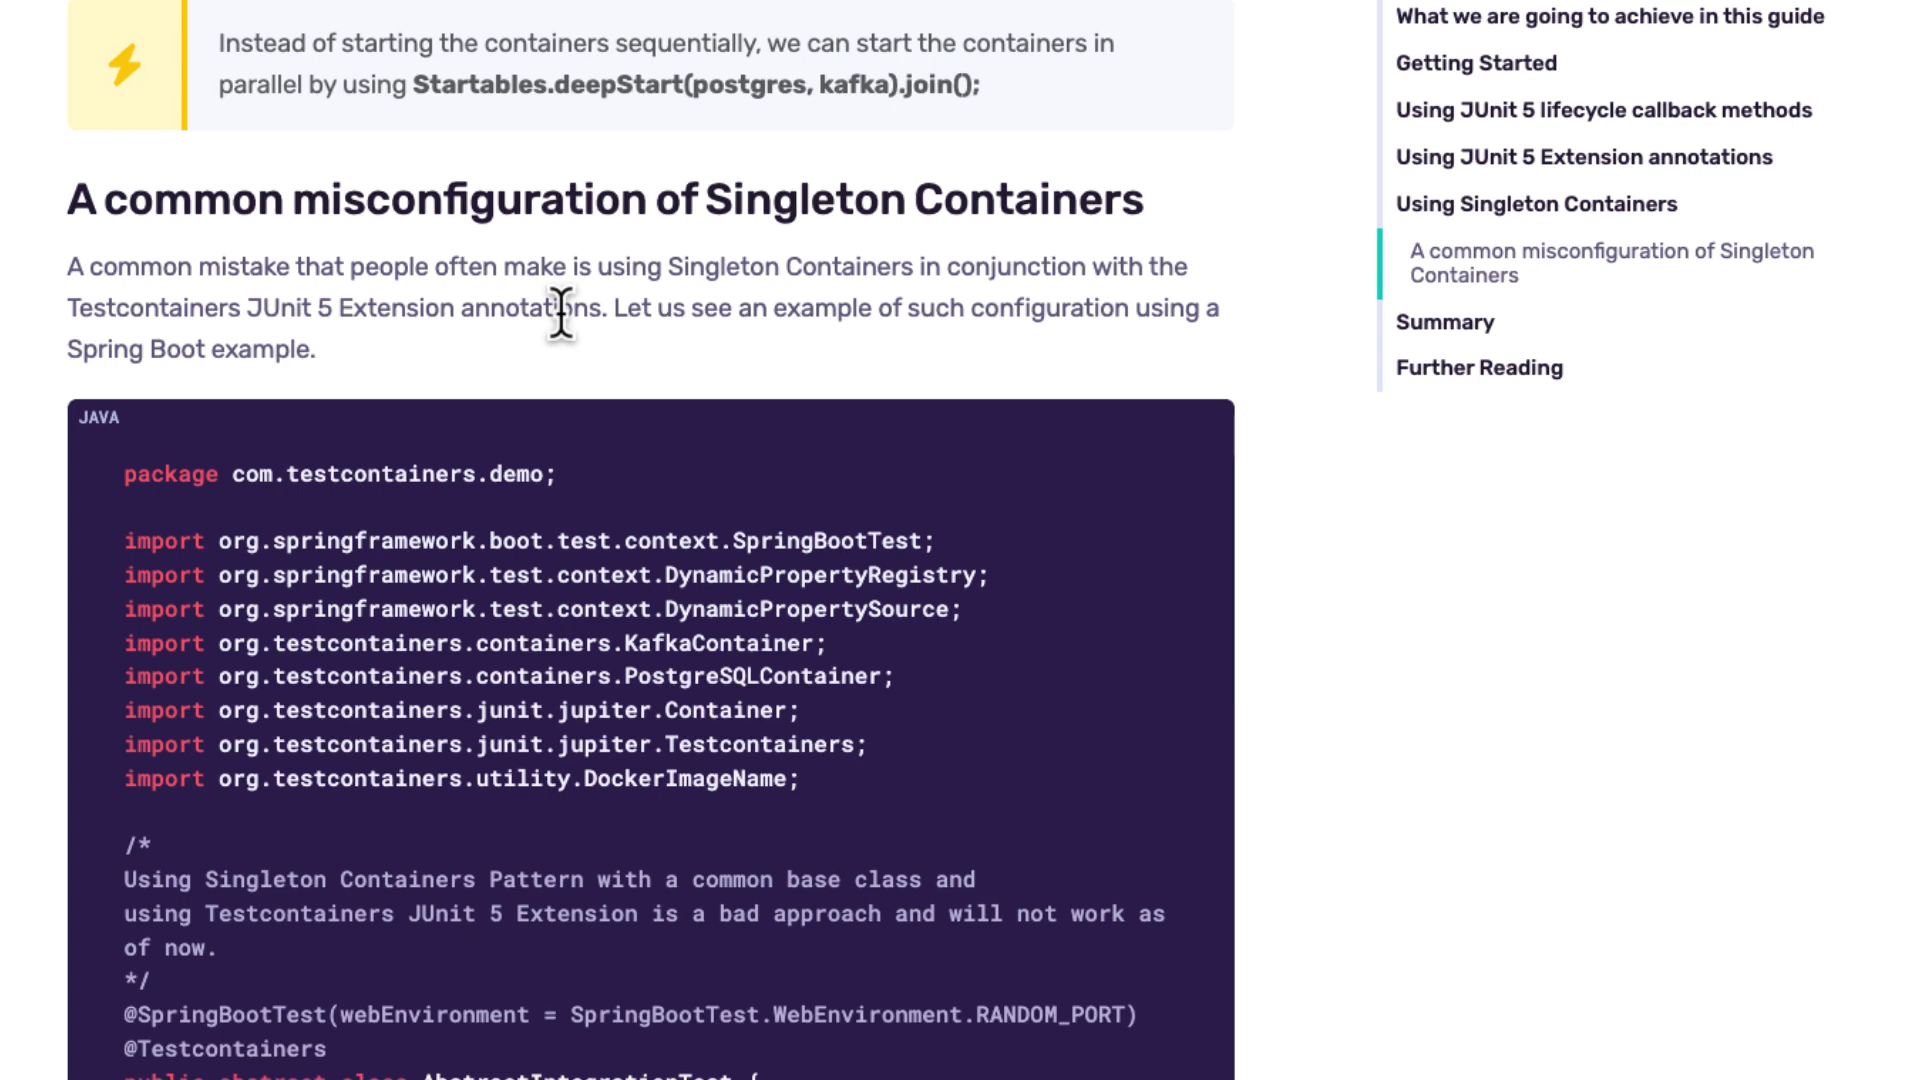 Instead of starting the containers sequentially, we can start the containers in
parallel by using Startables.deepStart(postgres, kafka).join();
A common misconfiguration of Singleton Containers
A common mistake that people often make is using Singleton Containers in conjunction with the
Testcontainers JUnit 5 Extension annotations. Let us see an example of such configuration using a
Spring Boot example.
JAVA
package com.testcontainers.demo;
import org.springframework.boot.test.context.SpringBootTest;
import org.springframework.test.context.DynamicPropertyRegistry;
import org.springframework.test.context.DynamicPropertySource;
import org.testcontainers.containers.KafkaContainer;
import org.testcontainers.containers.PostgreSQLContainer;
import org.testcontainers.junit.jupiter.Container;
import org.testcontainers.junit.jupiter.Testcontainers;
import org.testcontainers.utility.DockerImageName;
/*
Using Singleton Containers Pattern with a common base class and
using Testcontainers JUnit 5 Extension is a bad approach and will not work as
of now.
*/
@SpringBootTest(webEnvironment = SpringBootTest.WebEnvironment.RANDOM_PORT)
@Testcontainers
public abstract class AbstractIntegrationTest {
What we are going to achieve in this guide
Getting Started
Using JUnit 5 lifecycle callback methods
Using JUnit 5 Extension annotations
Using Singleton Containers
A common misconfiguration of Singleton
Containers
Summary
Further Reading